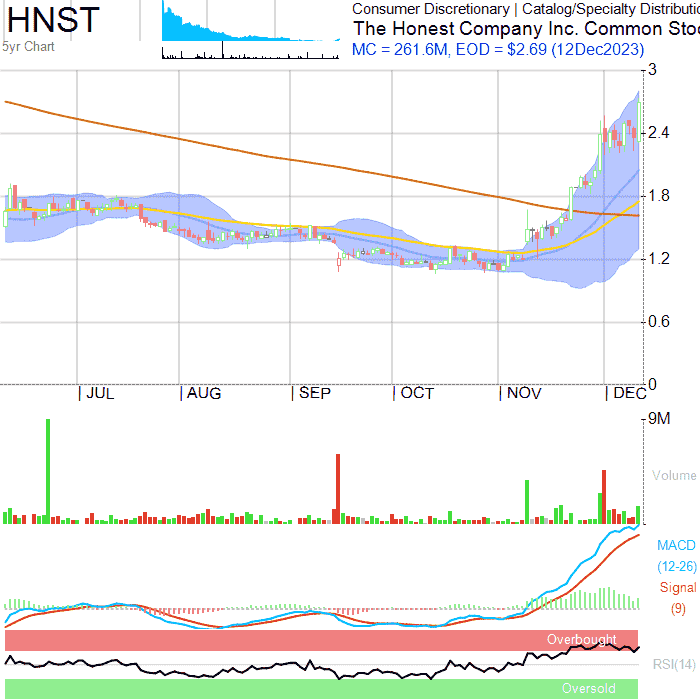 HNST
5yr Chart
Consumer Discretionary | Catalog/Specialty Distributio
The Honest Company Inc. Common Stoc
MC = 261.6M, EOD = $2.69 (12Dec2023)
3
2.4
1.8
1.2
0.6
0
| JUL
| AUG
| SEP
| OCT
| NOV
| DEC
9M
Volume
MACD
(12-26)
Signal
(9)
Overbought
RSI(14)
Oversold